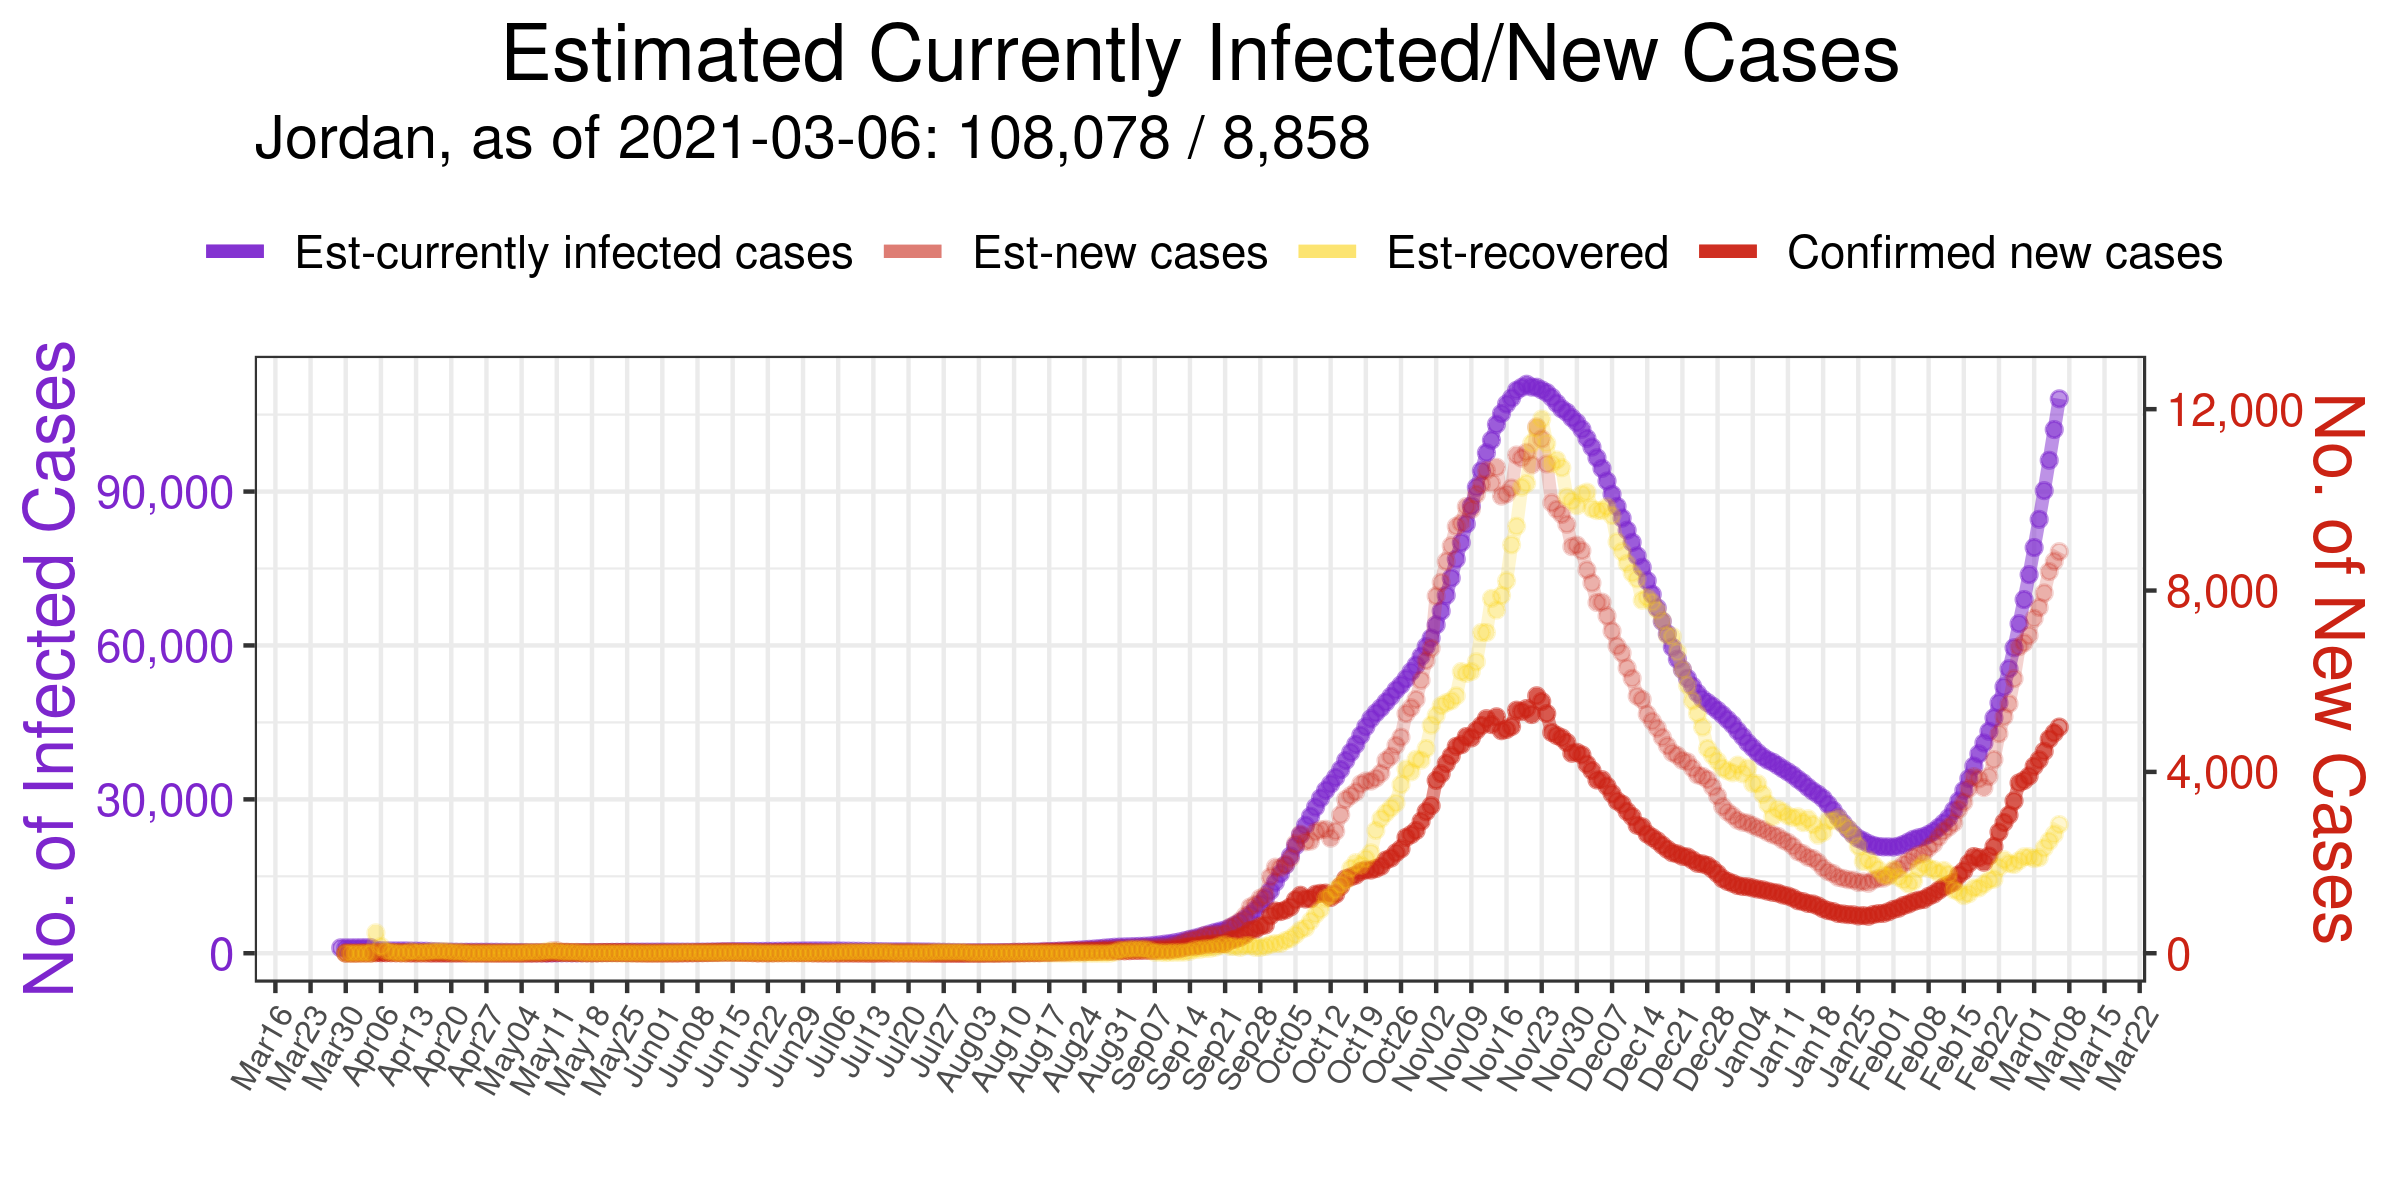 Estimated Currently Infected/New Cases
Jordan, as of 2021-03-06: 108,078 / 8,858
Est-currently infected cases Est-new cases Est-recovered Confirmed new cases
No. of Infected Cases
90,000
60,000
30,000
0
12,000
8,000
4,000
0
No. of New Cases
Mar16 Mar23 Mar30 Apr06 Apr13 Apr20 Apr27 May04 May11 May18 May25 Jun01 Jun08 Jun15 Jun22 Jun29 Jul06 Jul13 Jul20 Jul27 Aug03 Aug10 Aug17 Aug24 Aug31 Sep07 Sep14 Sep21 Sep28 Oct05 Oct12 Oct19 Oct26 Nov02 Nov09 Nov16 Nov23 Nov30 Dec07 Dec14 Dec21 Dec28 Jan04 Jan11 Jan18 Jan25 Feb01 Feb08 Feb15 Feb22 Mar01 Mar08 Mar15 Mar22